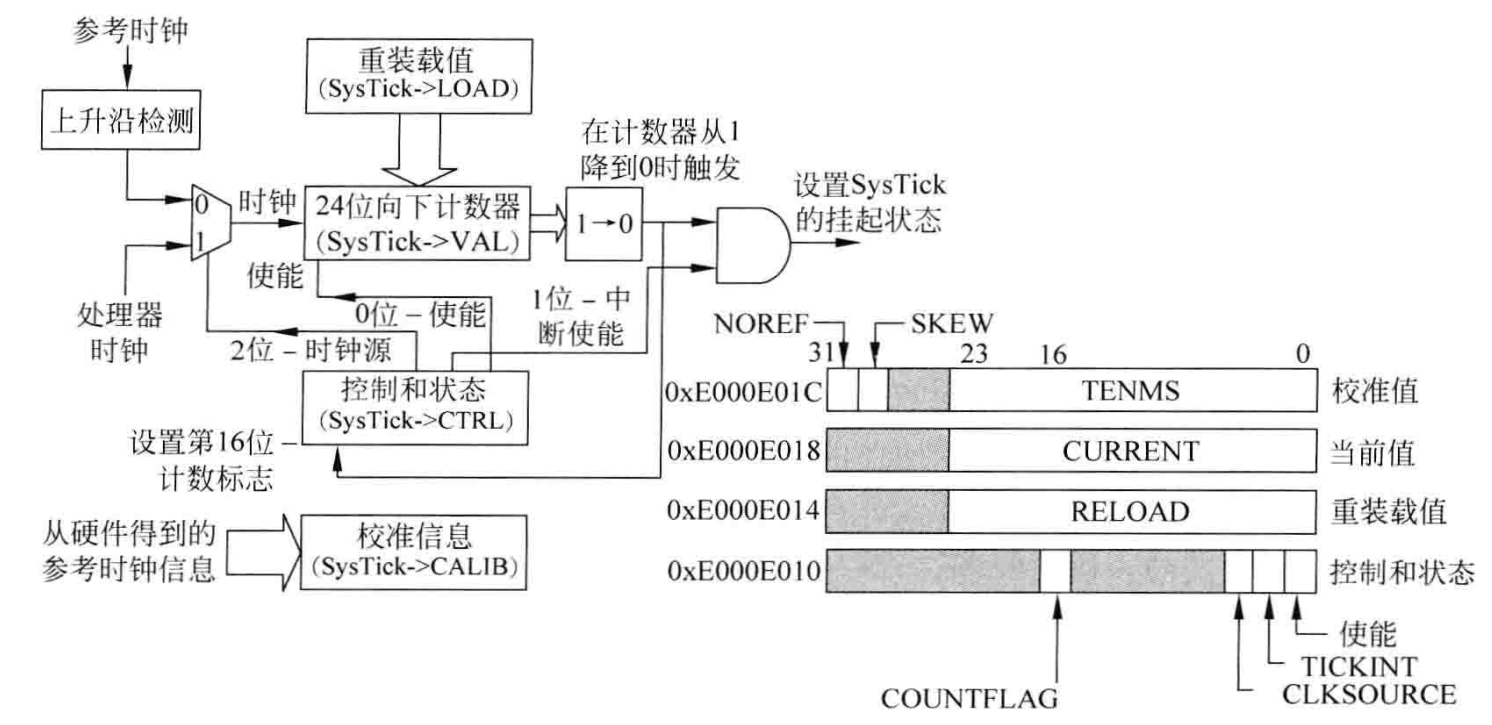 参考时钟
重装载值
(SysTick->LOAD)
上升沿检测
在计数器从1
降到0时触发
0
1
时钟
24位向下计数器
(SysTick->VAL)
1→0
设置SysTick
的挂起状态
使能
处理器
时钟
0位–使能
1位–中
断使能
2位–时钟源
控制和状态
(SysTick->CTRL)
设置第16位–
计数标志
从硬件得到的
参考时钟信息
校准信息
(SysTick->CALIB)
NOREF
SKEW
31
23
16
0
0xE000E01C
TENMS
校准值
0xE000E018
CURRENT
当前值
0xE000E014
RELOAD
重装载值
0xE000E010
控制和状态
使能
TICKINT
CLKSOURCE
COUNTFLAG